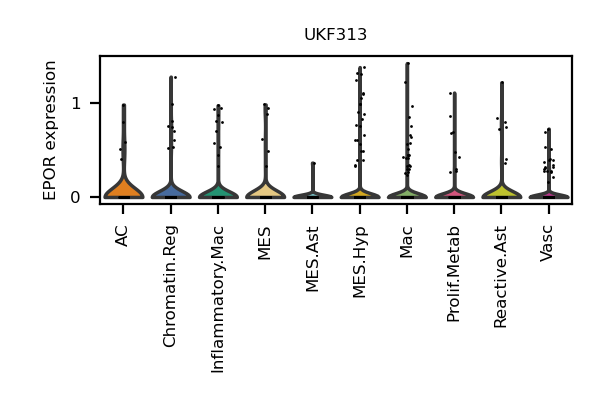 UKF313
EPOR expression
1
0
AC
Chromatin.Reg
Inflammatory.Mac
MES
MES.Ast
MES.Hyp
Mac
Prolif.Metab
Reactive.Ast
Vasc